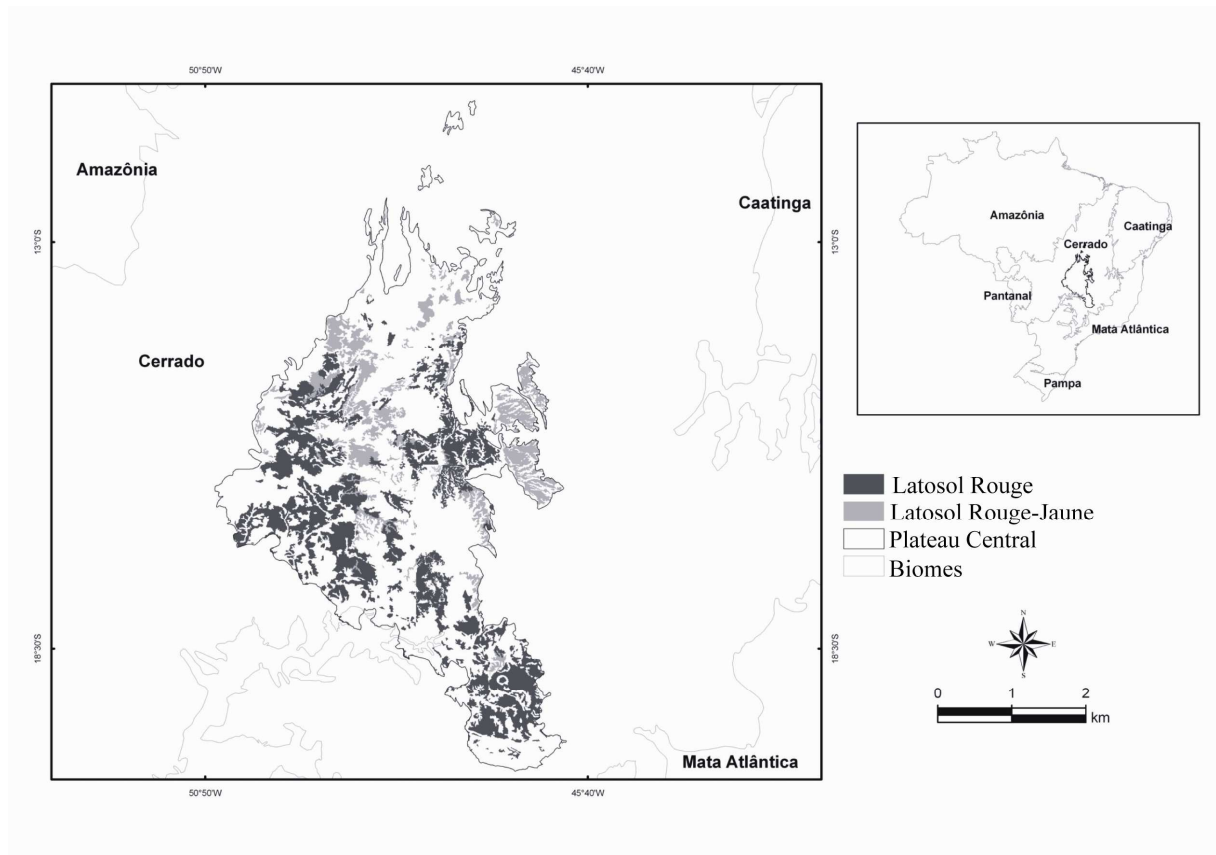 50°50'W
45°40'W
Amazônia
Caatinga
13°0'S
13°0'S
Cerrado
18°30'S
18°30'S
Mata Atlântica
50°50'W
45°40'W
Amazônia
Caatinga
Cerrado
Pantanal
Mata Atlântica
Pampa
Latosol Rouge
Latosol Rouge-Jaune
Plateau Central
Biomes
N
W
E
S
0 1 2
km